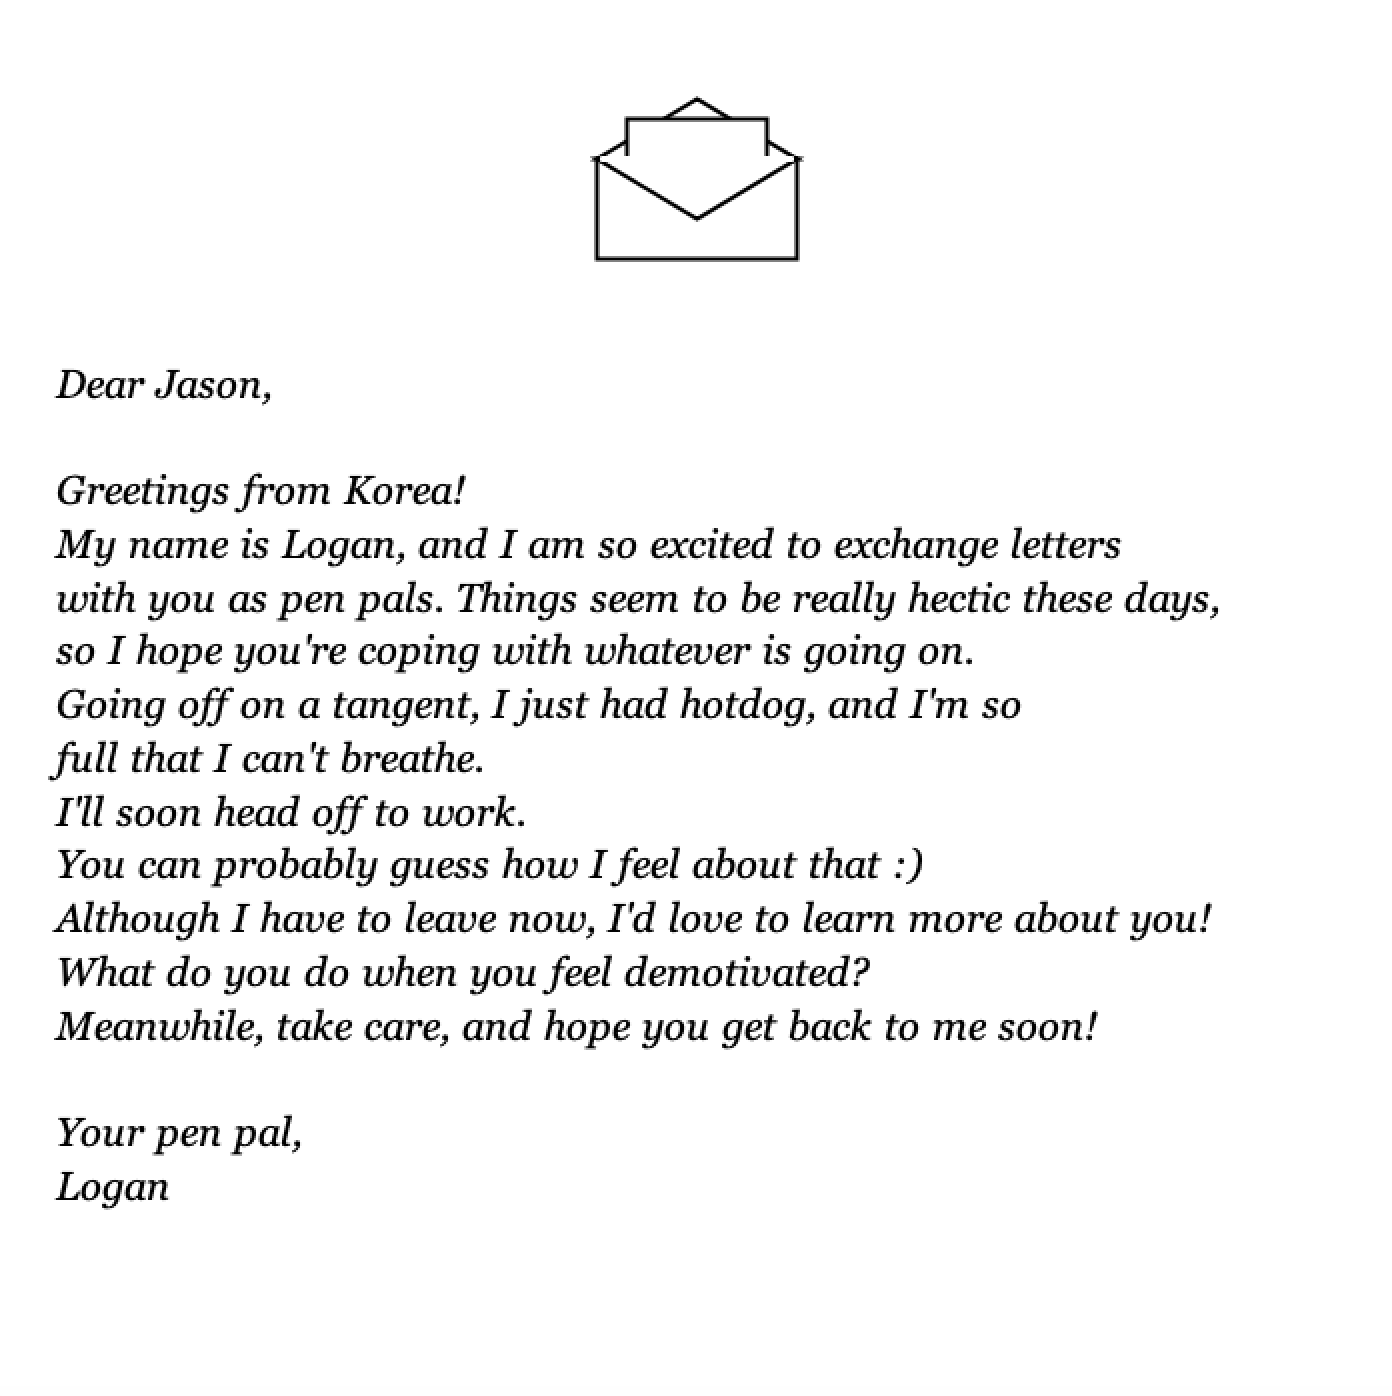 Dear Jason,
Greetings from Korea!
My name is Logan, and I am so excited to exchange letters
with you as pen pals. Things seem to be really hectic these days,
so I hope you're coping with whatever is going on.
Going off on a tangent, I just had hotdog, and I'm so
full that I can't breathe.
I'll soon head off to work.
You can probably guess how I feel about that :)
Although I have to leave now, I'd love to learn more about you!
What do you do when you feel demotivated?
Meanwhile, take care, and hope you get back to me soon!
Your pen pal,
Logan